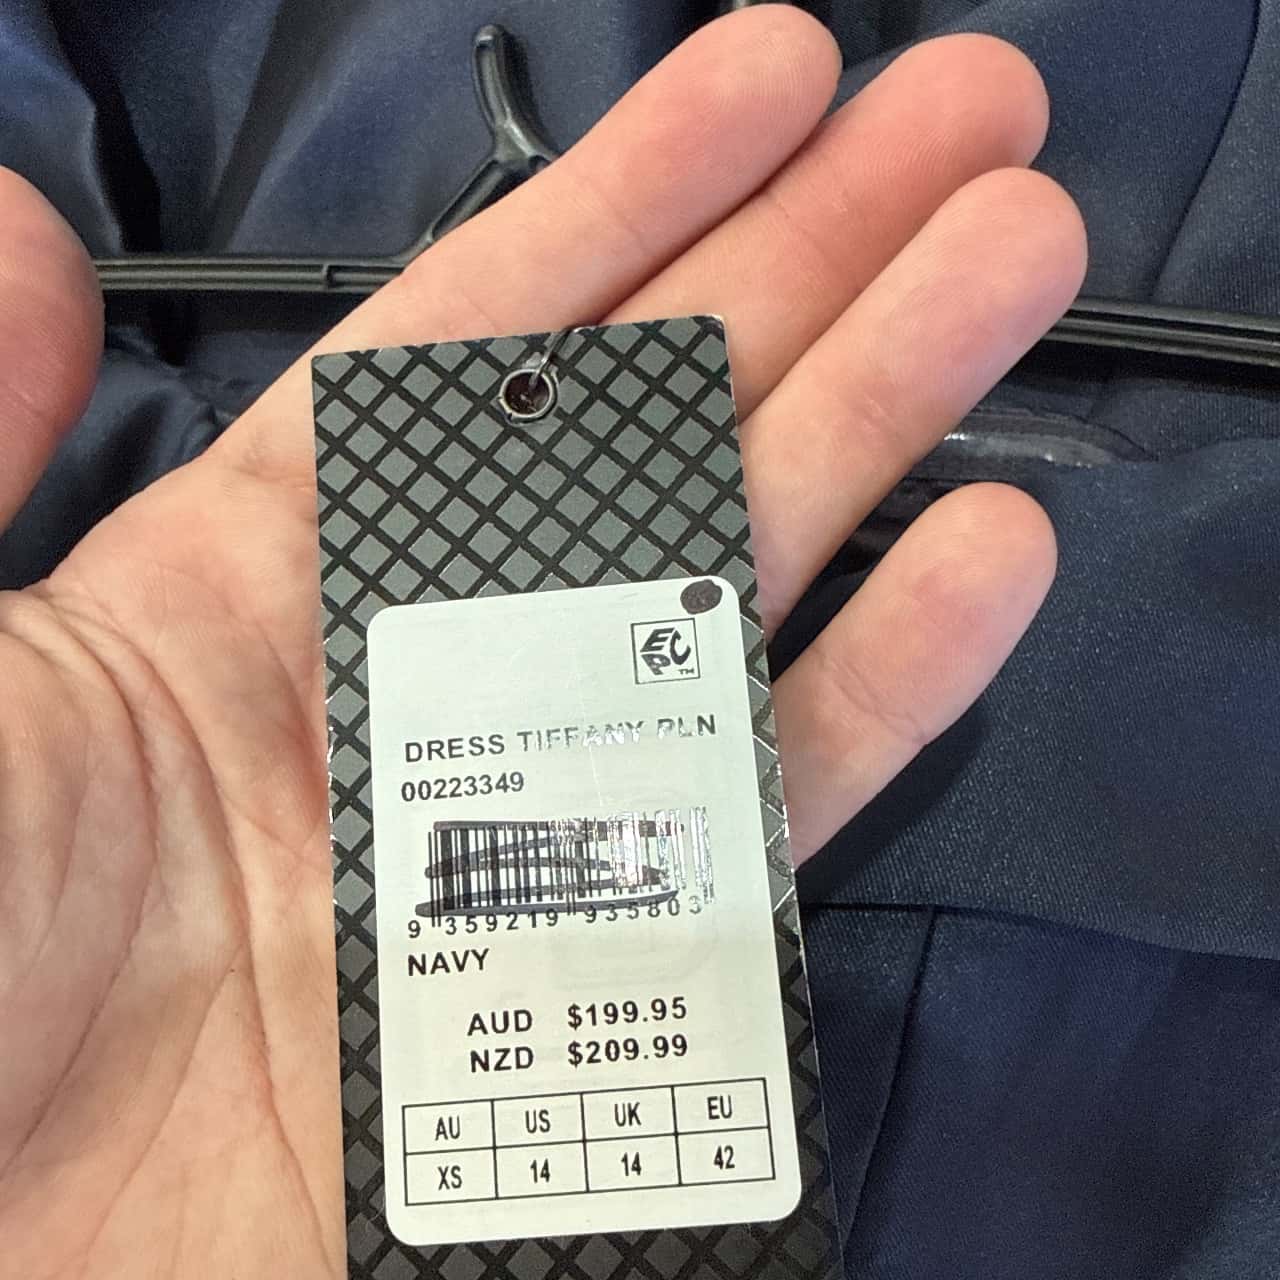 ECP™
DRESS TIFFANY PLN
00223349
9 359219 935803
NAVY
AUD $199.95
NZD $209.99
AU US UK EU
XS 14 14 42